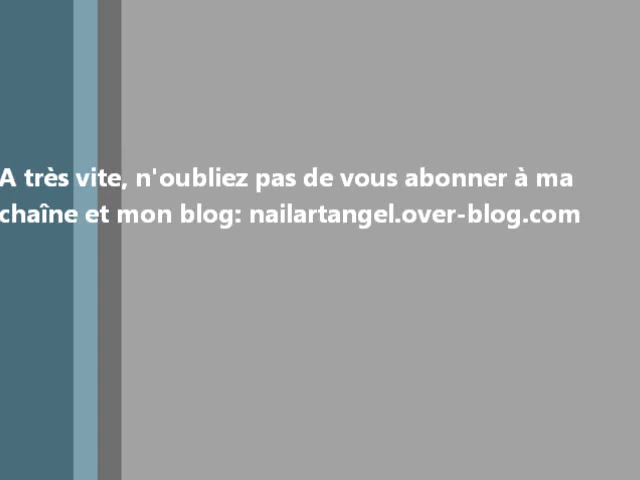 A très vite, n'oubliez pas de vous abonner à ma
chaîne et mon blog: nailartangel.over-blog.com